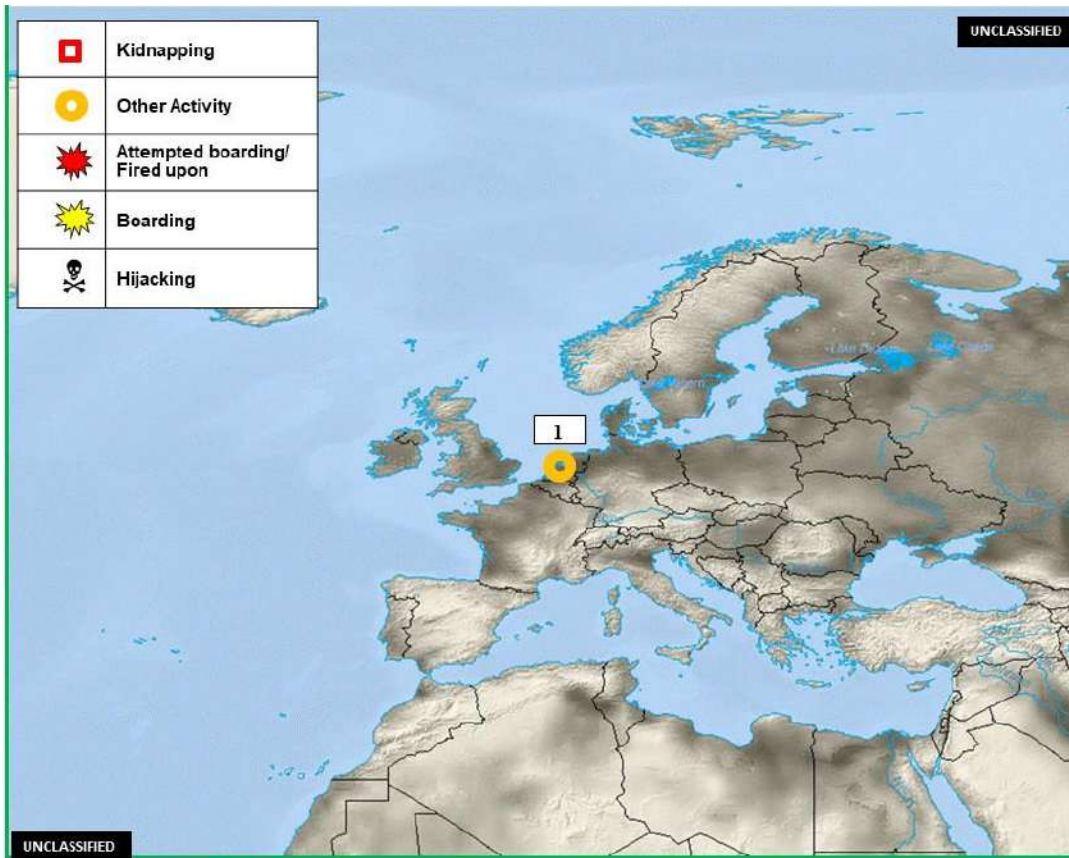 UNCLASSIFIED
Kidnapping
Other Activity
Attempted boarding/
Fired upon
Boarding
Hijacking
1
UNCLASSIFIED